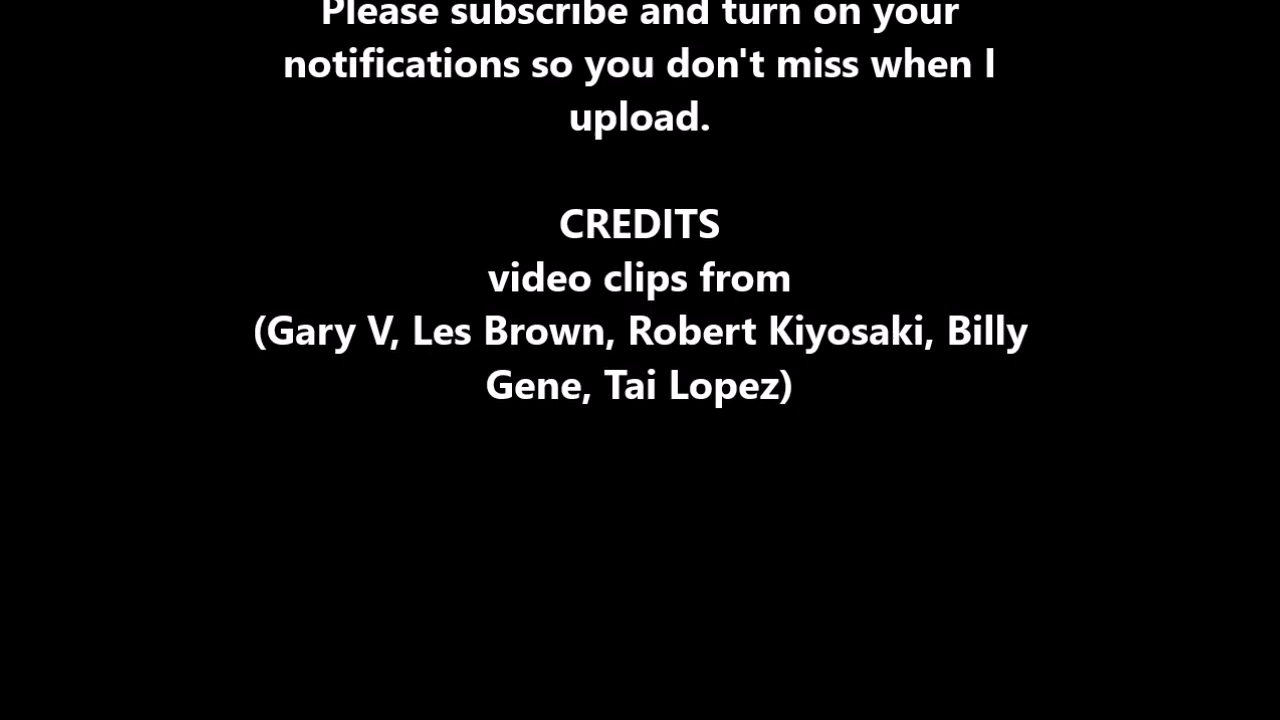 Please subscribe and turn on your
notifications so you don't miss when I
upload.
CREDITS
video clips from
(Gary V, Les Brown, Robert Kiyosaki, Billy
Gene, Tai Lopez)